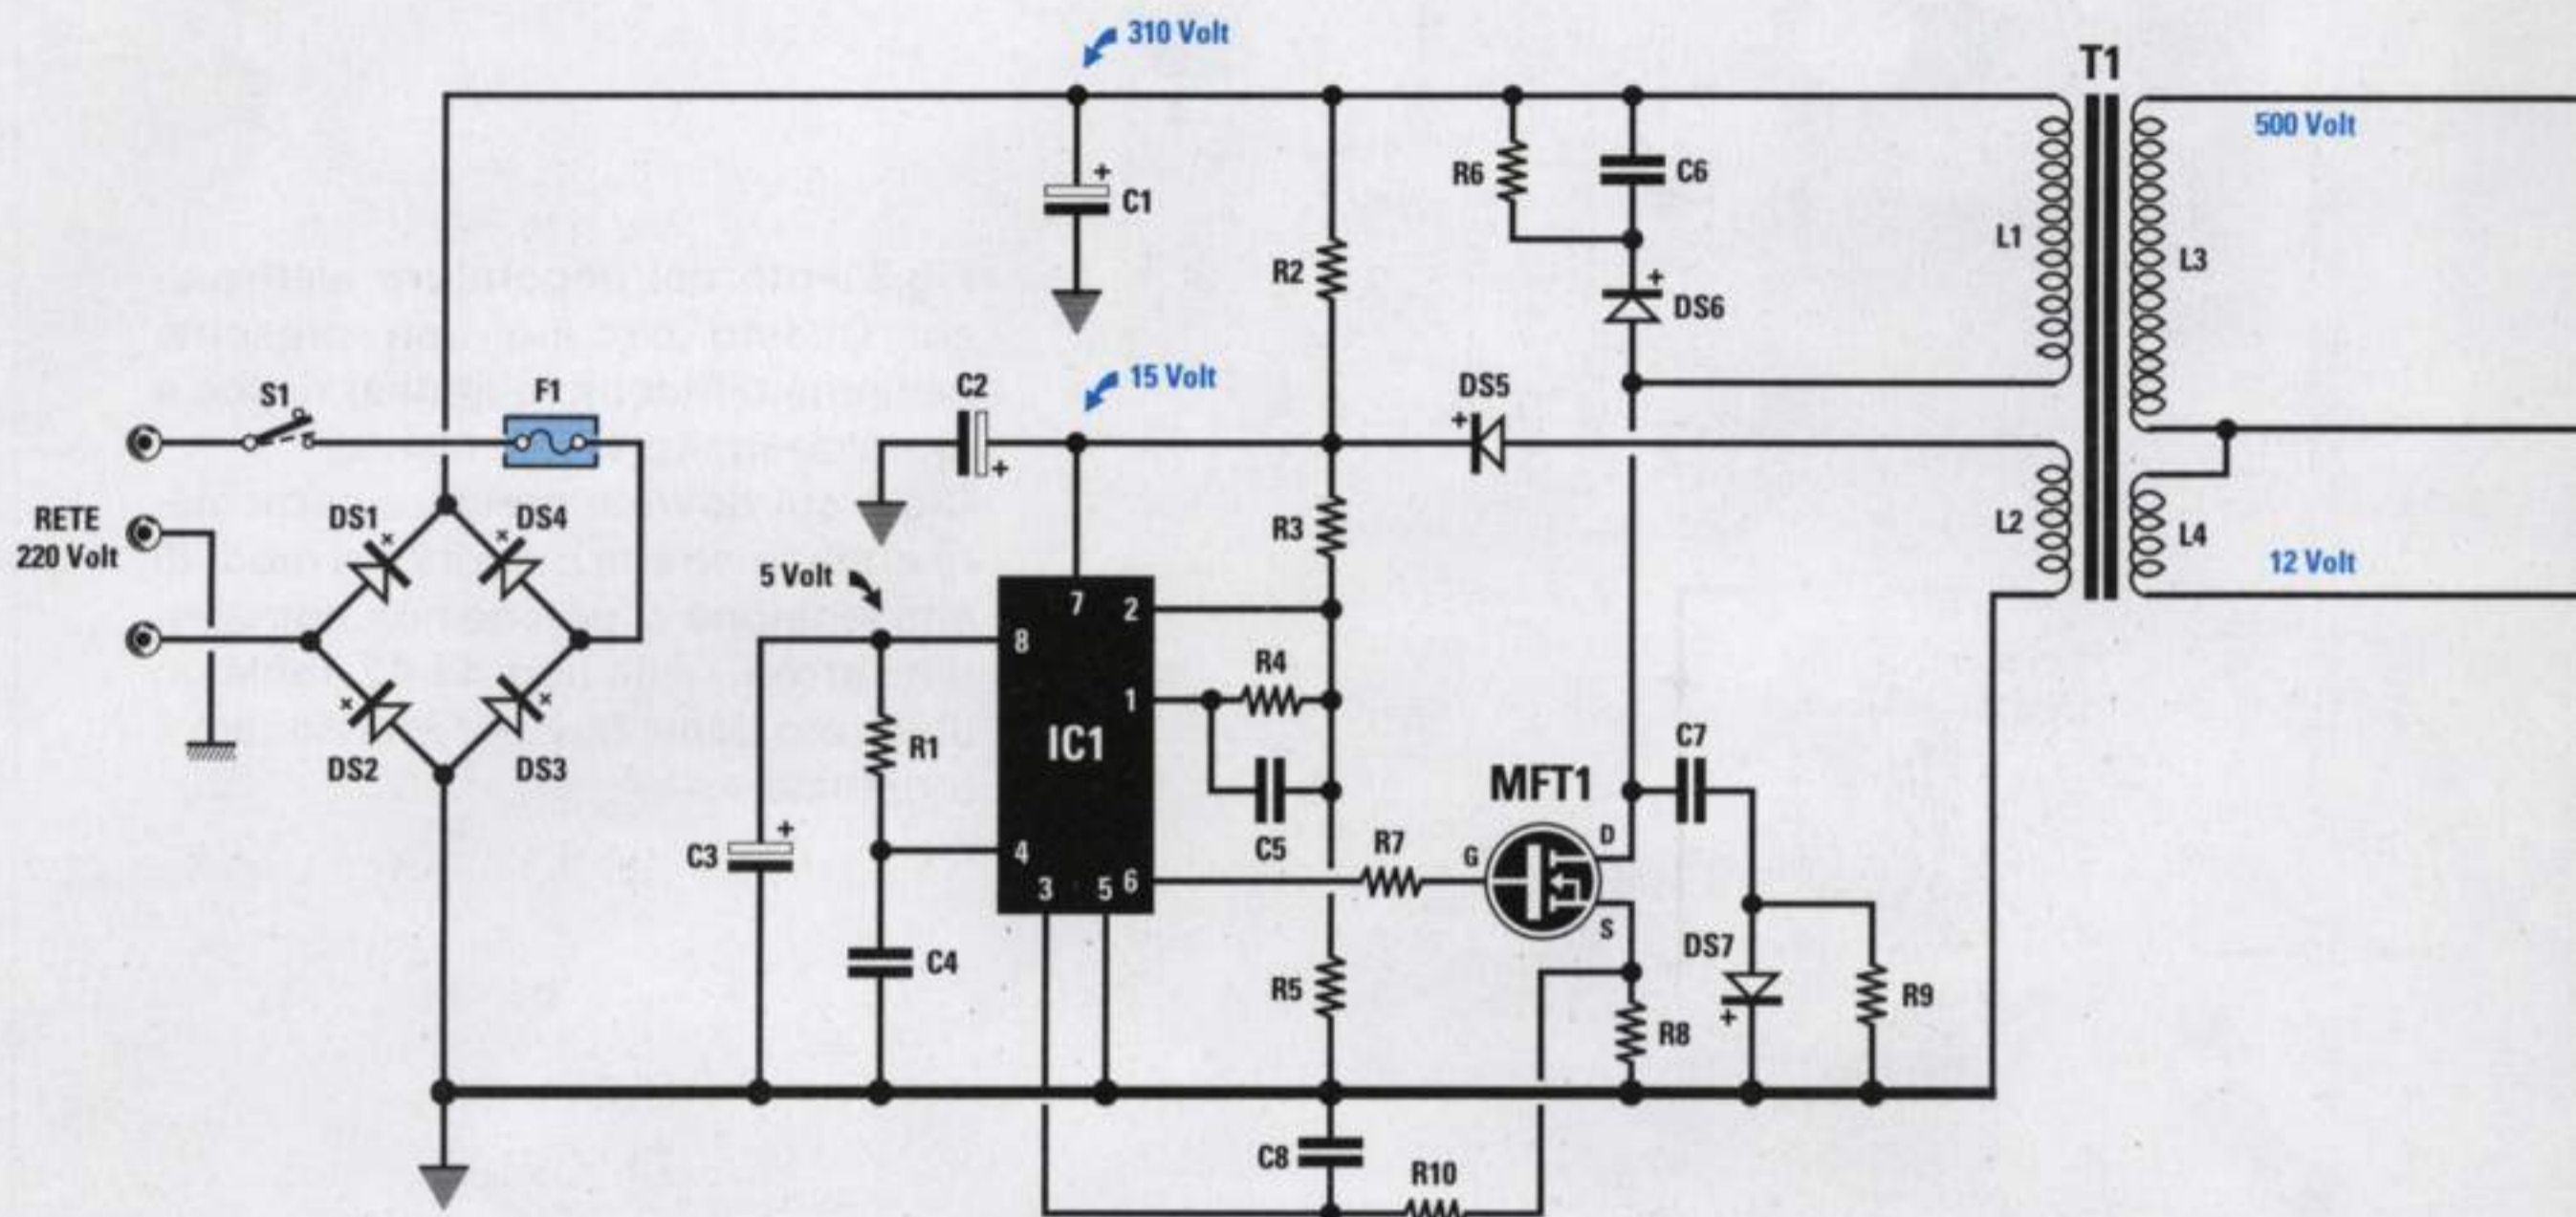 310 Volt
T1
500 Volt
R6
C6
C1
+
L1
R2
L3
+
DS6
15 Volt
S1
F1
C2
DS5
+
+
RETE
220 Volt
DS1
DS4
R3
L2
L4
12 Volt
5 Volt
7
2
8
R4
1
DS2
DS3
R1
IC1
C7
MFT1
+
C3
4
C5
R7
G
D
3
5
6
S
DS7
C4
R5
R9
+
R8
C8
R10